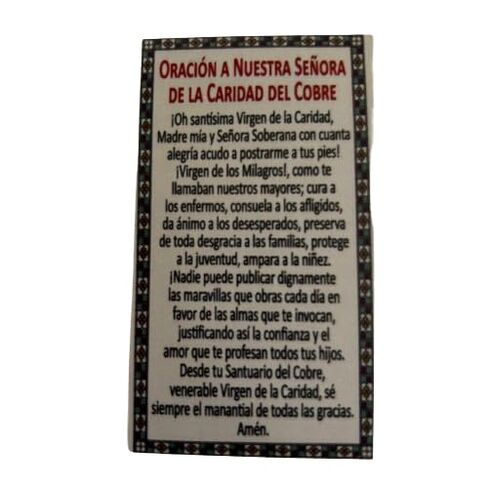 ORACIÓN A NUESTRA SEÑORA
DE LA CARIDAD DEL COBRE
¡Oh santísima Virgen de la Caridad,
Madre mía y Señora Soberana con cuanta
alegría acudo a postrarme a tus pies!
¡Virgen de los Milagros!, como te
llamaban nuestros mayores; cura a
los enfermos, consuela a los afligidos,
da ánimo a los desesperados, preserva
de toda desgracia a las familias, protege
a la juventud, ampara a la niñez.
¡Nadie puede publicar dignamente
las maravillas que obras cada día en
favor de las almas que te invocan,
justificando así la confianza y el
amor que te profesan todos tus hijos.
Desde tu Santuario del Cobre,
venerable Virgen de la Caridad, sé
siempre el manantial de todas las gracias.
Amén.